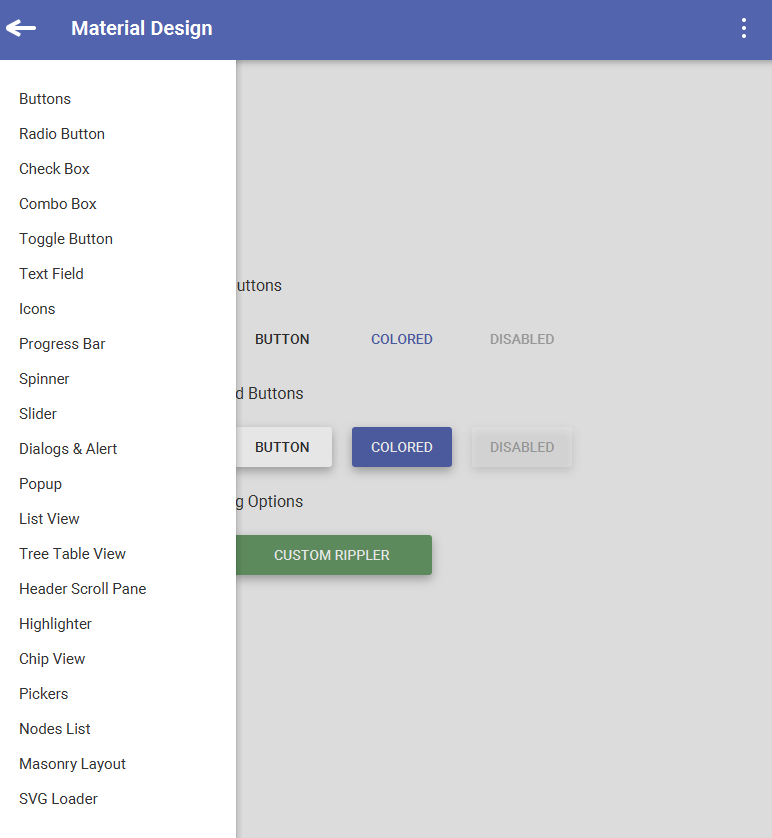 Material Design
Buttons
Radio Button
Check Box
Combo Box
Toggle Button
Text Field
Icons
Progress Bar
Spinner
Slider
Dialogs & Alert
Popup
List View
Tree Table View
Header Scroll Pane
Highlighter
Chip View
Pickers
Nodes List
Masonry Layout
SVG Loader
uttons
BUTTON COLORED DISABLED
d Buttons
BUTTON COLORED DISABLED
g Options
CUSTOM RIPPLER